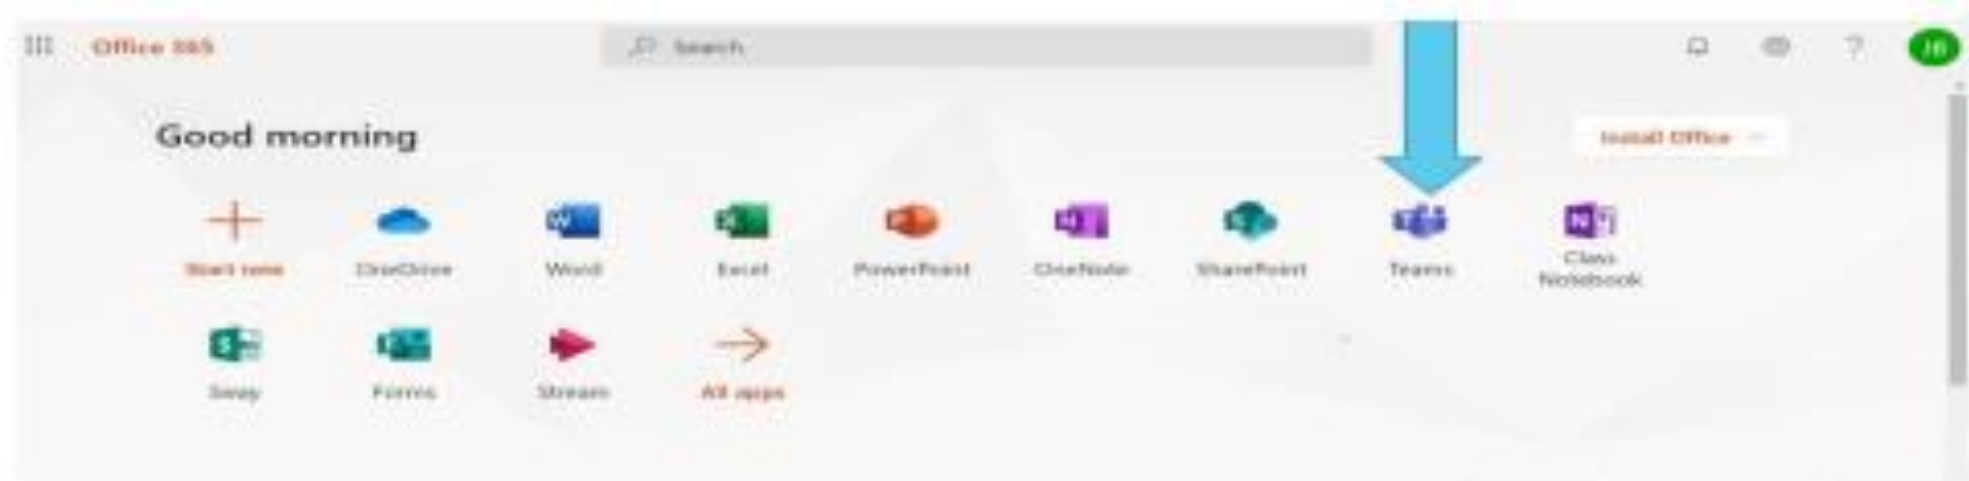 Office 365
Search
JB
Good morning
Install Office
Start new
OneDrive
Word
Excel
PowerPoint
OneNote
SharePoint
Teams
Class
Notebook
Sway
Forms
Stream
All apps